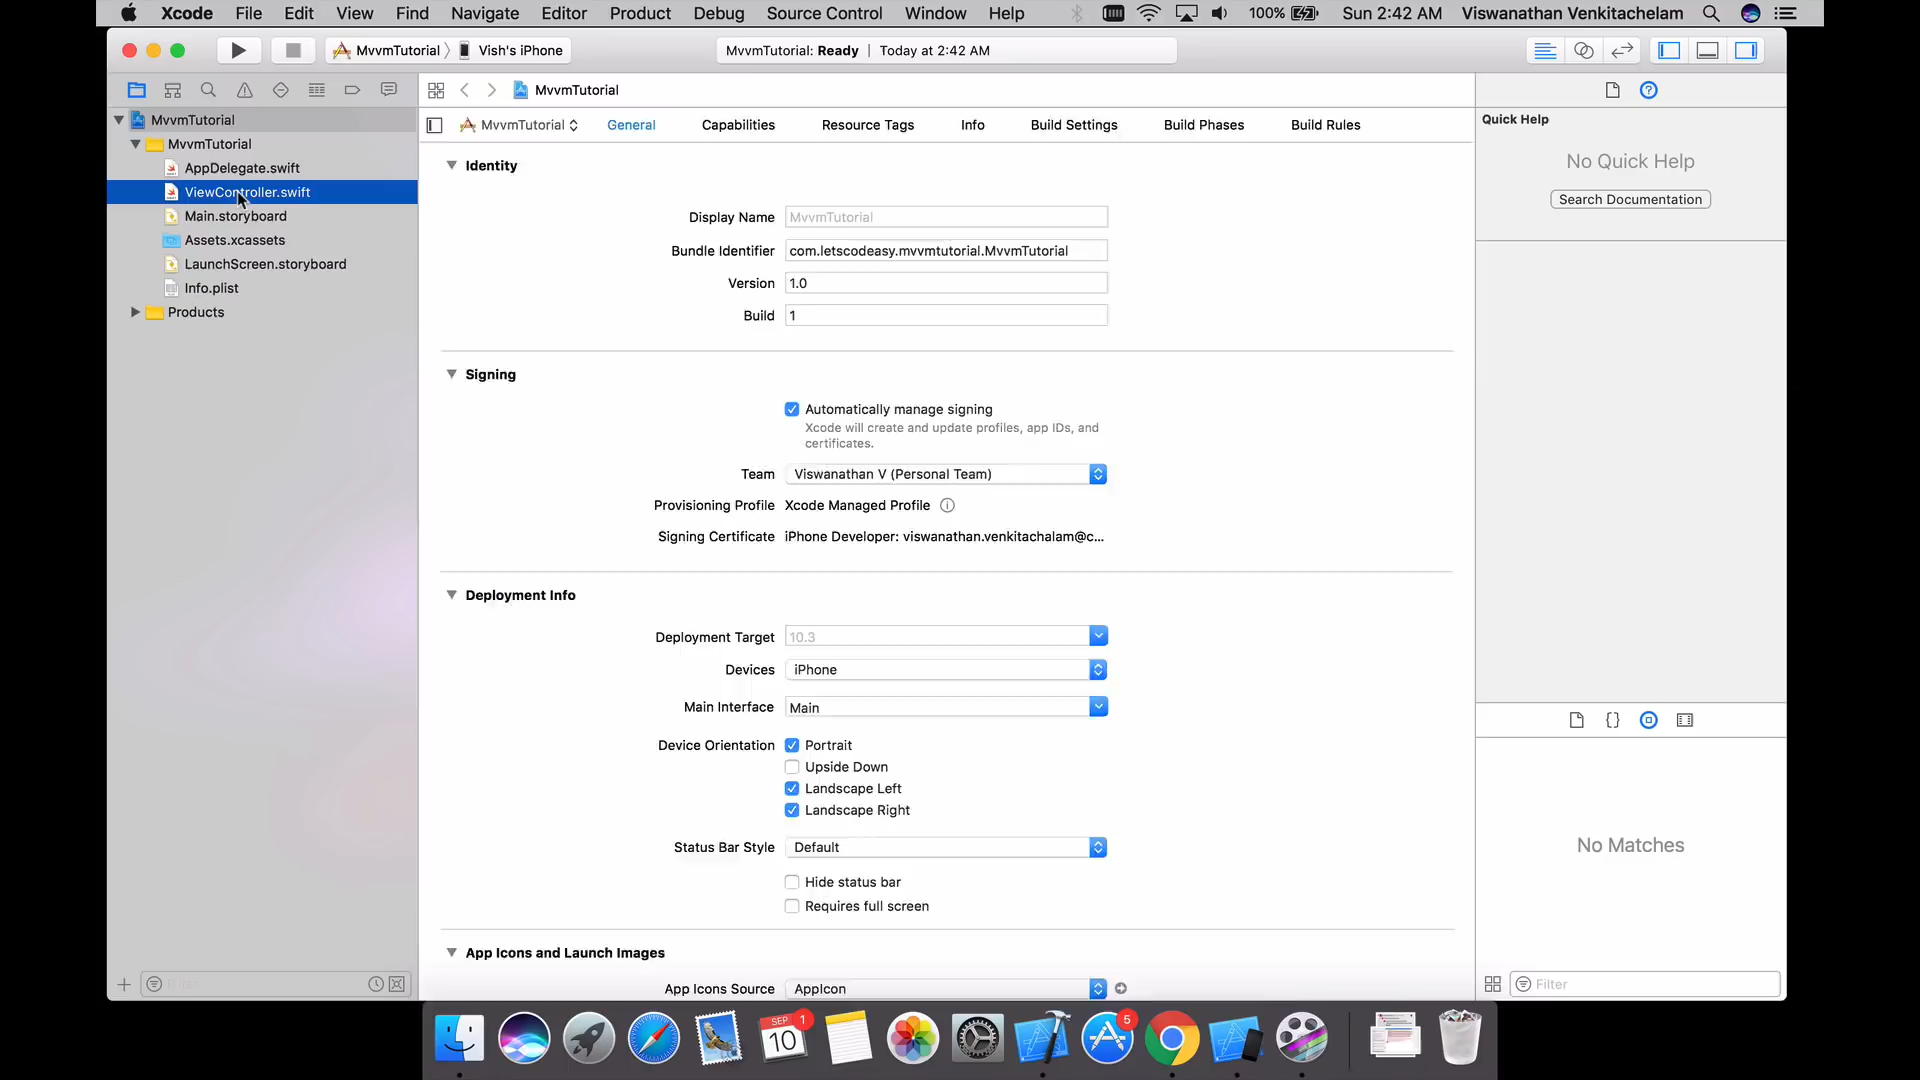 Xcode File Edit View Find Navigate Editor Product Debug Source Control Window Help 100% Sun 2:42 AM Viswanathan Venkitachelam
MvvmTutorial Vish's iPhone MvvmTutorial: Ready | Today at 2:42 AM
MvvmTutorial
MvvmTutorial
MvvmTutorial
AppDelegate.swift
ViewController.swift
Main.storyboard
Assets.xcassets
LaunchScreen.storyboard
Info.plist
Products
MvvmTutorial General Capabilities Resource Tags Info Build Settings Build Phases Build Rules
Identity
Display Name MvvmTutorial
Bundle Identifier com.letscodeasy.mvvmtutorial.MvvmTutorial
Version 1.0
Build 1
Signing
Automatically manage signing
Xcode will create and update profiles, app IDs, and
certificates.
Team Viswanathan V (Personal Team)
Provisioning Profile Xcode Managed Profile
Signing Certificate iPhone Developer: viswanathan.venkitachalam@c...
Deployment Info
Deployment Target 10.3
Devices iPhone
Main Interface Main
Device Orientation Portrait
Upside Down
Landscape Left
Landscape Right
Status Bar Style Default
Hide status bar
Requires full screen
App Icons and Launch Images
App Icons Source AppIcon
Quick Help
No Quick Help
Search Documentation
No Matches
Filter
Filter
SEP
10
1
5